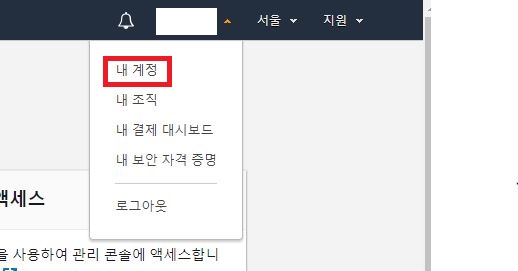 서울 지원
내 계정
내 조직
내 결제 대시보드
내 보안 자격 증명
로그아웃
액세스
을 사용하여 관리 콘솔에 액세스합니